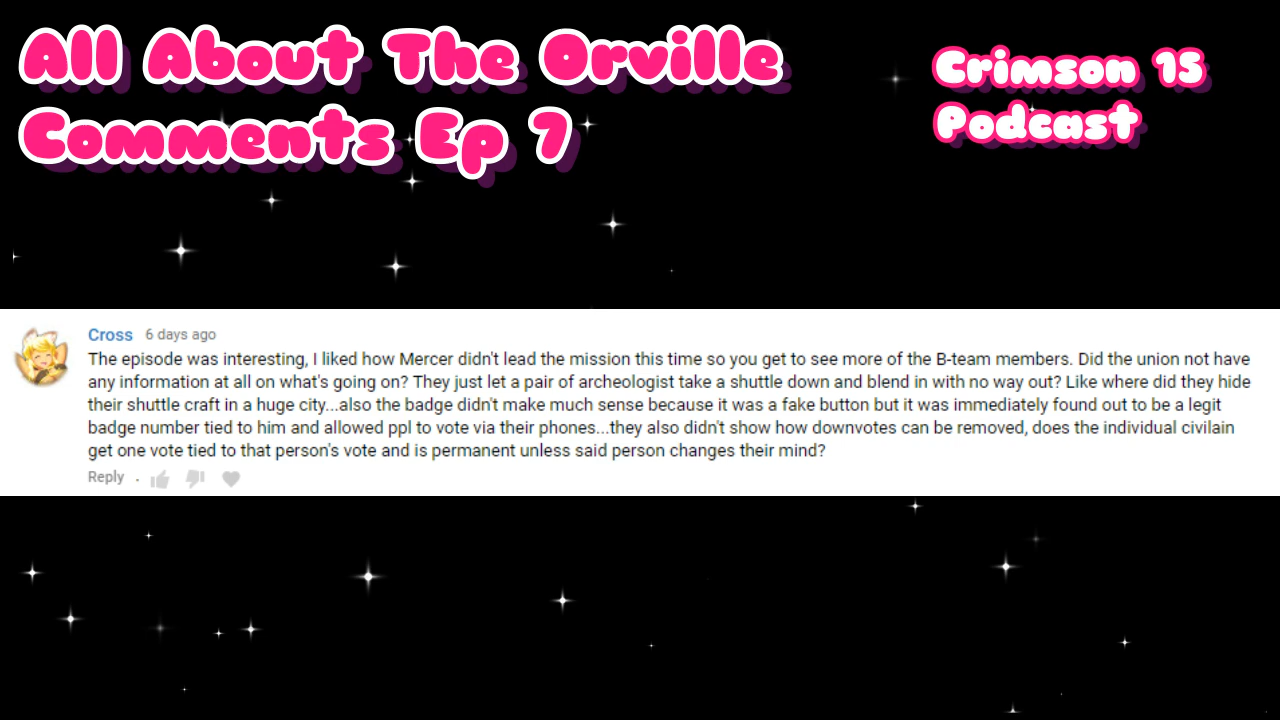 All About The Orville
Comments Ep 7
Crimson 15
Podcast
Cross 6 days ago
The episode was interesting, I liked how Mercer didn't lead the mission this time so you get to see more of the B-team members. Did the union not have
any information at all on what's going on? They just let a pair of archeologist take a shuttle down and blend in with no way out? Like where did they hide
their shuttle craft in a huge city...also the badge didn't make much sense because it was a fake button but it was immediately found out to be a legit
badge number tied to him and allowed ppl to vote via their phones...they also didn't show how downvotes can be removed, does the individual civilain
get one vote tied to that person's vote and is permanent unless said person changes their mind?
Reply